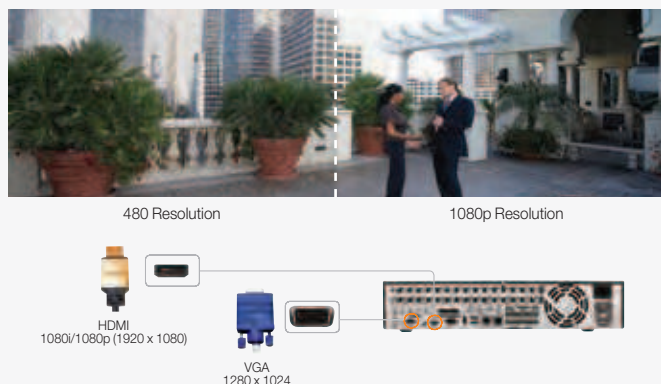 480 Resolution
1080p Resolution
HDMI
1080i/1080p (1920 x 1080)
VGA
1280 x 1024